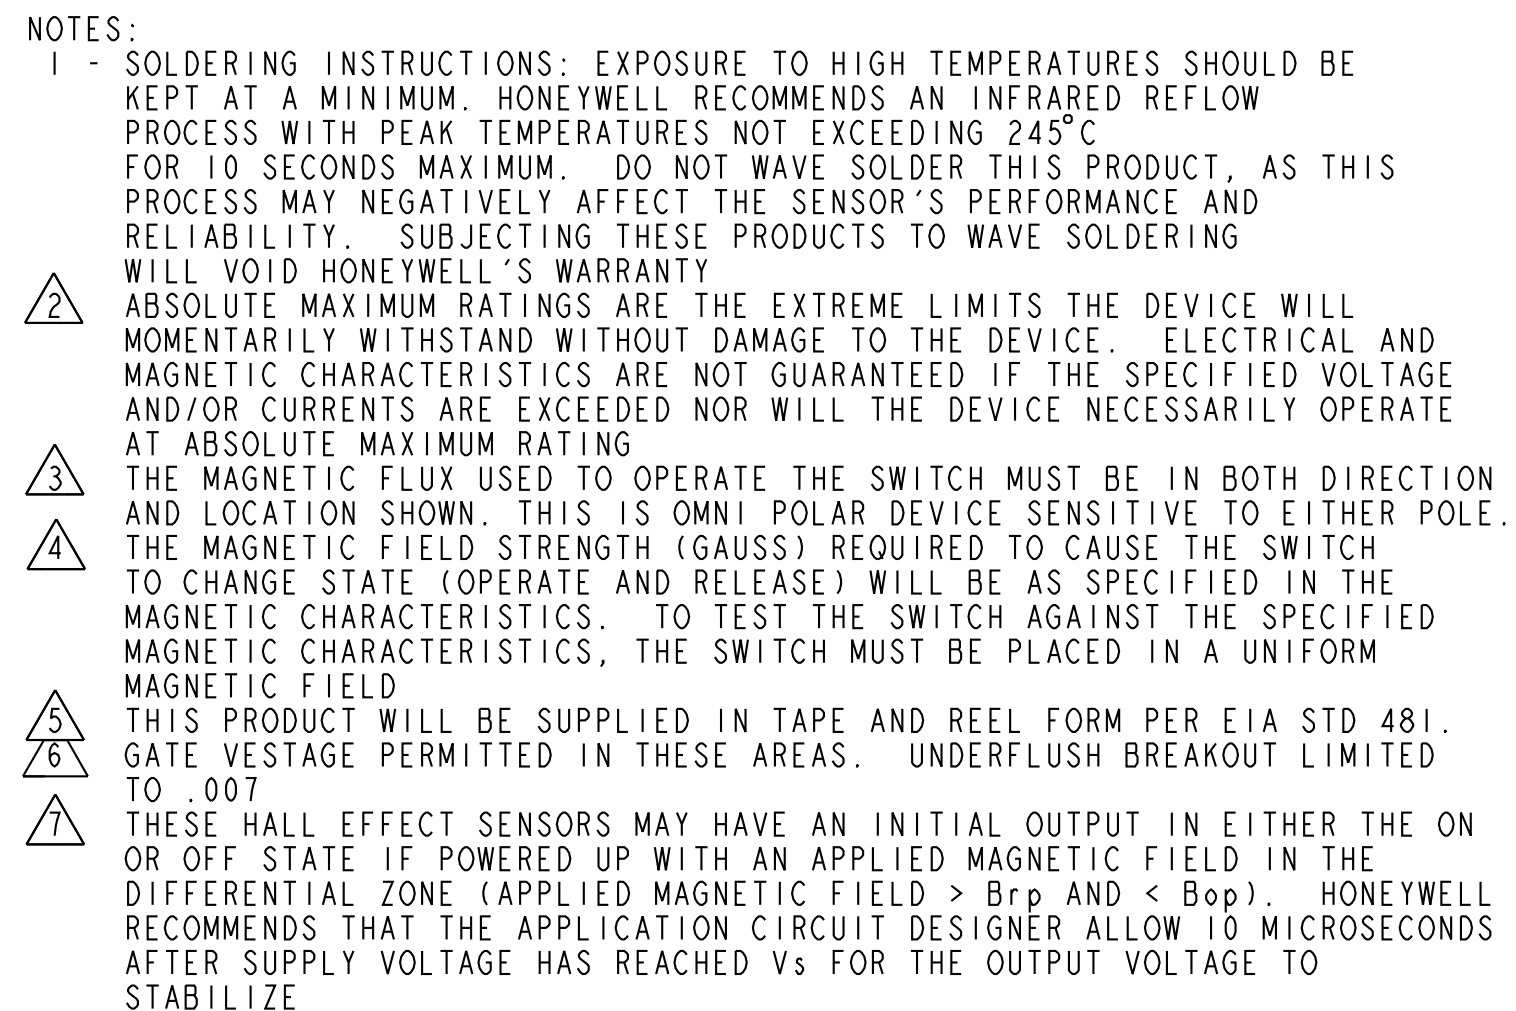 NOTES:
1 - SOLDERING INSTRUCTIONS: EXPOSURE TO HIGH TEMPERATURES SHOULD BE
KEPT AT A MINIMUM. HONEYWELL RECOMMENDS AN INFRARED REFLOW
PROCESS WITH PEAK TEMPERATURES NOT EXCEEDING 245°C
FOR 10 SECONDS MAXIMUM. DO NOT WAVE SOLDER THIS PRODUCT, AS THIS
PROCESS MAY NEGATIVELY AFFECT THE SENSOR'S PERFORMANCE AND
RELIABILITY. SUBJECTING THESE PRODUCTS TO WAVE SOLDERING
WILL VOID HONEYWELL'S WARRANTY
2 ABSOLUTE MAXIMUM RATINGS ARE THE EXTREME LIMITS THE DEVICE WILL
MOMENTARILY WITHSTAND WITHOUT DAMAGE TO THE DEVICE. ELECTRICAL AND
MAGNETIC CHARACTERISTICS ARE NOT GUARANTEED IF THE SPECIFIED VOLTAGE
AND/OR CURRENTS ARE EXCEEDED NOR WILL THE DEVICE NECESSARILY OPERATE
AT ABSOLUTE MAXIMUM RATING
3 THE MAGNETIC FLUX USED TO OPERATE THE SWITCH MUST BE IN BOTH DIRECTION
AND LOCATION SHOWN. THIS IS OMNI POLAR DEVICE SENSITIVE TO EITHER POLE.
4 THE MAGNETIC FIELD STRENGTH (GAUSS) REQUIRED TO CAUSE THE SWITCH
TO CHANGE STATE (OPERATE AND RELEASE) WILL BE AS SPECIFIED IN THE
MAGNETIC CHARACTERISTICS. TO TEST THE SWITCH AGAINST THE SPECIFIED
MAGNETIC CHARACTERISTICS, THE SWITCH MUST BE PLACED IN A UNIFORM
MAGNETIC FIELD
5 THIS PRODUCT WILL BE SUPPLIED IN TAPE AND REEL FORM PER EIA STD 481.
6 GATE VESTAGE PERMITTED IN THESE AREAS. UNDERFLUSH BREAKOUT LIMITED
TO .007
7 THESE HALL EFFECT SENSORS MAY HAVE AN INITIAL OUTPUT IN EITHER THE ON
OR OFF STATE IF POWERED UP WITH AN APPLIED MAGNETIC FIELD IN THE
DIFFERENTIAL ZONE (APPLIED MAGNETIC FIELD > Brp AND < Bop). HONEYWELL
RECOMMENDS THAT THE APPLICATION CIRCUIT DESIGNER ALLOW 10 MICROSECONDS
AFTER SUPPLY VOLTAGE HAS REACHED Vs FOR THE OUTPUT VOLTAGE TO
STABILIZE